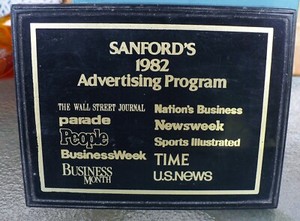 SANFORD'S
1982
Advertising Program
THE WALL STREET JOURNAL
parade
People
BusinessWeek
BUSINESS
MONTH
Nation's Business
Newsweek
Sports Illustrated
TIME
U.S.NEWS